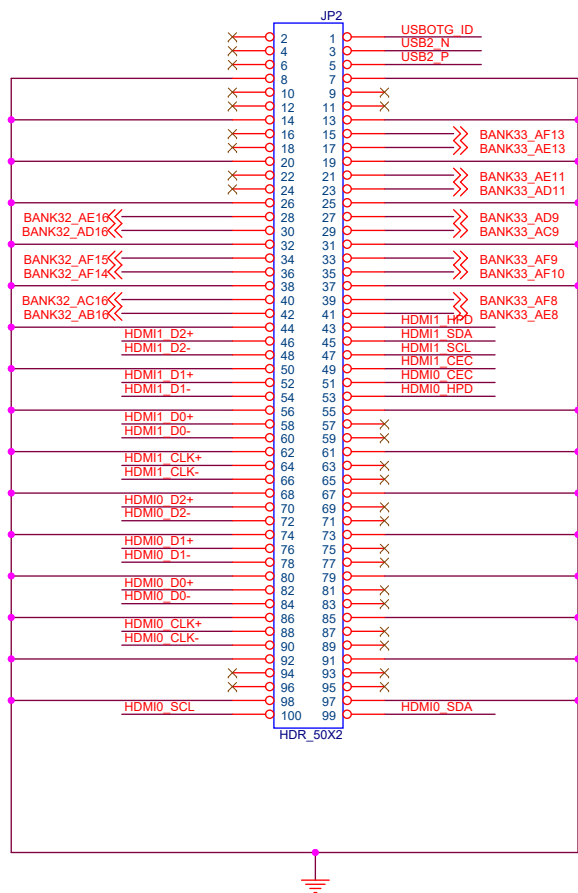 JP2
2 1 USBOTG_ID
4 3 USB2_N
6 5 USB2_P
8 7
10 9
12 11
14 13
16 15 BANK33_AF13
18 17 BANK33_AE13
20 19
22 21 BANK33_AE11
24 23 BANK33_AD11
26 25
BANK32_AE16 28 27 BANK33_AD9
BANK32_AD16 30 29 BANK33_AC9
32 31
BANK32_AF15 34 33 BANK33_AF9
BANK32_AF14 36 35 BANK33_AF10
38 37
BANK32_AC16 40 39 BANK33_AF8
BANK32_AB16 42 41 BANK33_AE8
44 43 HDMI1_HPD
HDMI1_D2+ 46 45 HDMI1_SDA
HDMI1_D2- 48 47 HDMI1_SCL
50 49 HDMI1_CEC
HDMI1_D1+ 52 51 HDMI0_CEC
HDMI1_D1- 54 53 HDMI0_HPD
56 55
HDMI1_D0+ 58 57
HDMI1_D0- 60 59
62 61
HDMI1_CLK+ 64 63
HDMI1_CLK- 66 65
68 67
HDMI0_D2+ 70 69
HDMI0_D2- 72 71
74 73
HDMI0_D1+ 76 75
HDMI0_D1- 78 77
80 79
HDMI0_D0+ 82 81
HDMI0_D0- 84 83
86 85
HDMI0_CLK+ 88 87
HDMI0_CLK- 90 89
92 91
94 93
96 95
98 97
HDMI0_SCL 100 99 HDMI0_SDA
HDR_50X2